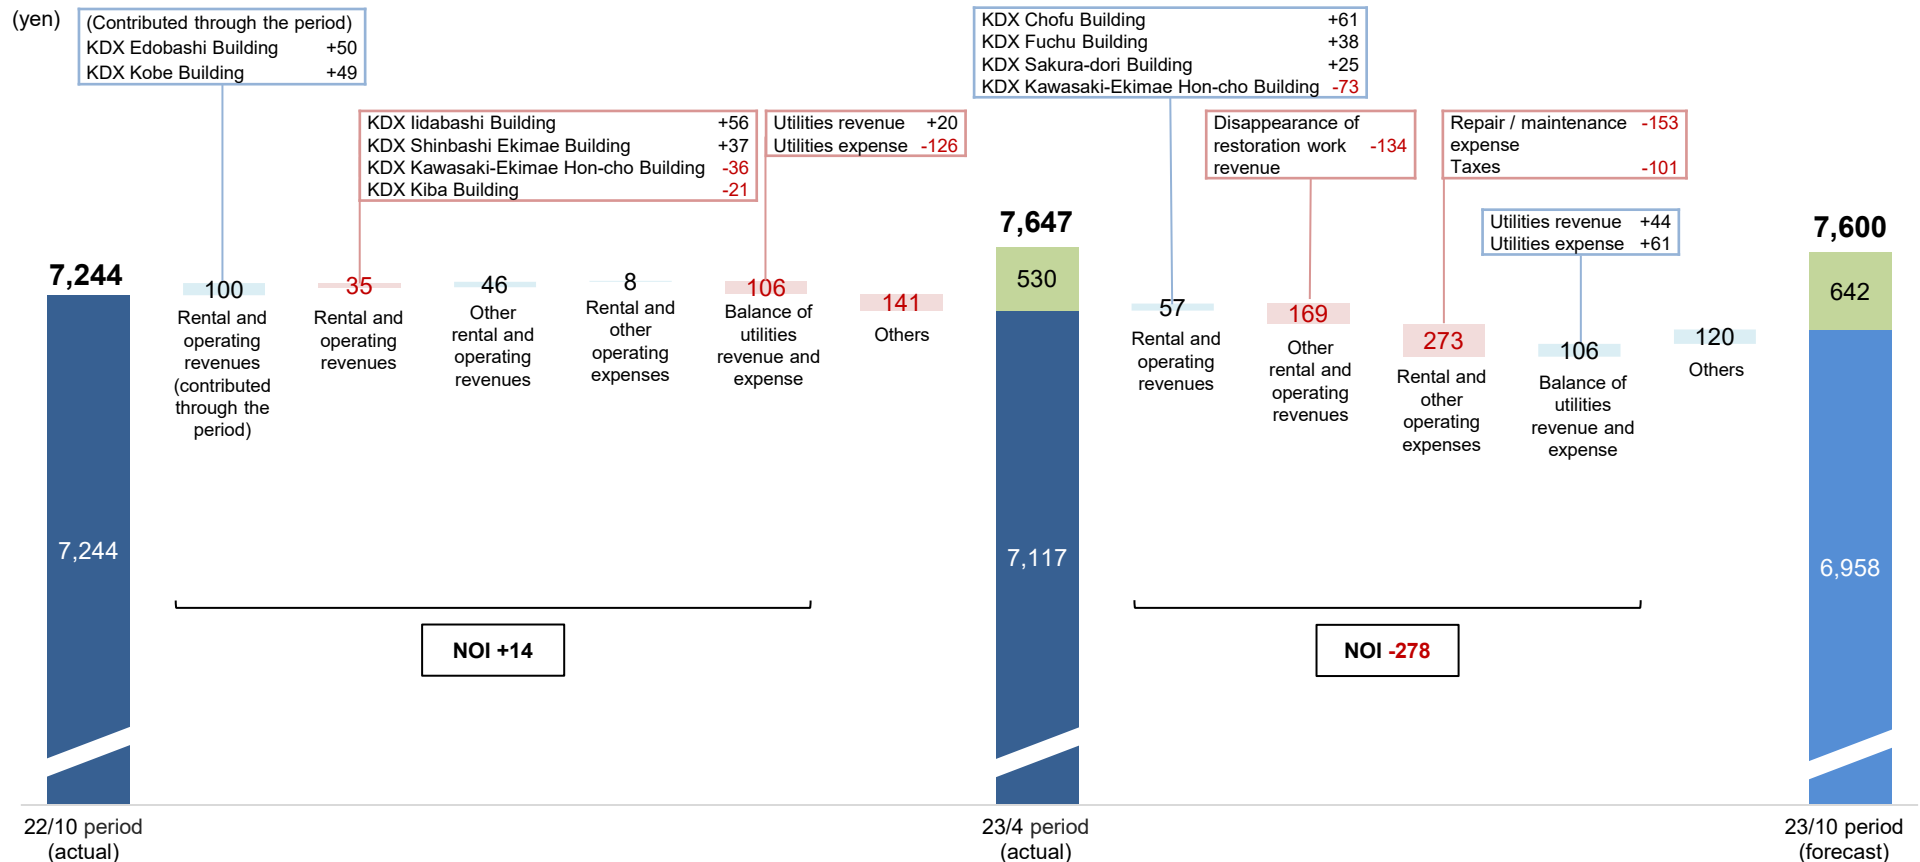 (yen)
(Contributed through the period)
KDX Edobashi Building +50
KDX Kobe Building +49
KDX Iidabashi Building +56
KDX Shinbashi Ekimae Building +37
KDX Kawasaki-Ekimae Hon-cho Building -36
KDX Kiba Building -21
Utilities revenue +20
Utilities expense -126
KDX Chofu Building +61
KDX Fuchu Building +38
KDX Sakura-dori Building +25
KDX Kawasaki-Ekimae Hon-cho Building -73
Disappearance of
restoration work -134
revenue
Repair / maintenance -153
expense
Taxes -101
Utilities revenue +44
Utilities expense +61
7,244
7,244
100
Rental and
operating
revenues
(contributed
through the
period)
35
Rental and
operating
revenues
46
Other
rental and
operating
revenues
8
Rental and
other
operating
expenses
106
Balance of
utilities
revenue and
expense
141
Others
NOI +14
7,647
530
7,117
57
Rental and
operating
revenues
169
Other
rental and
operating
revenues
273
Rental and
other
operating
expenses
106
Balance of
utilities
revenue and
expense
120
Others
NOI -278
7,600
642
6,958
22/10 period
(actual)
23/4 period
(actual)
23/10 period
(forecast)